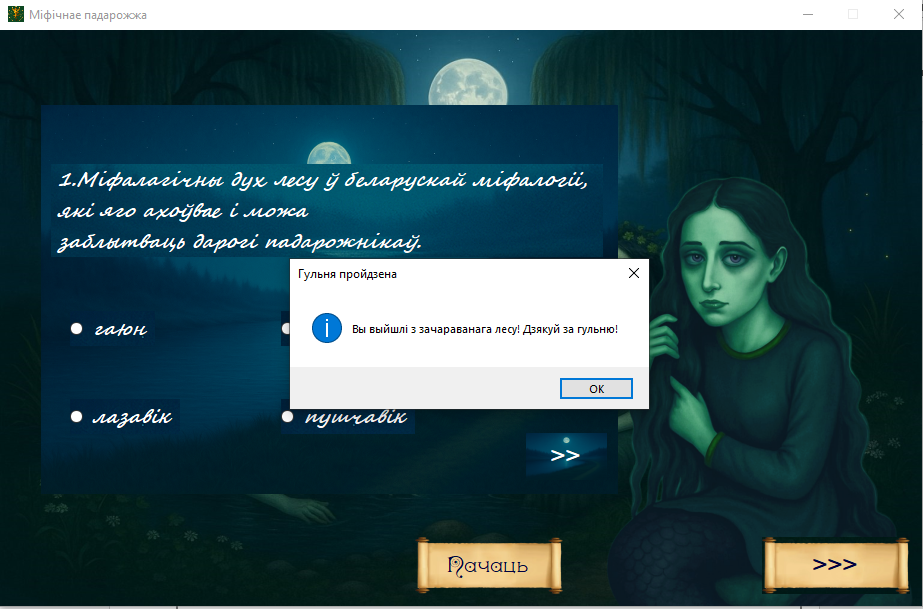 Міфічнае падарожжа
1.Міфалагічны дух лесу ў беларускай міфалогіі,
які яго ахоўвае і можа
заблытваць дарогі падарожнікаў.
Гульня пройдзена
Вы выйшлі з зачараванага лесу! Дзякуй за гульню!
OK
гаюн
лазавік
пушчавік
>>
Пачаць
>>>